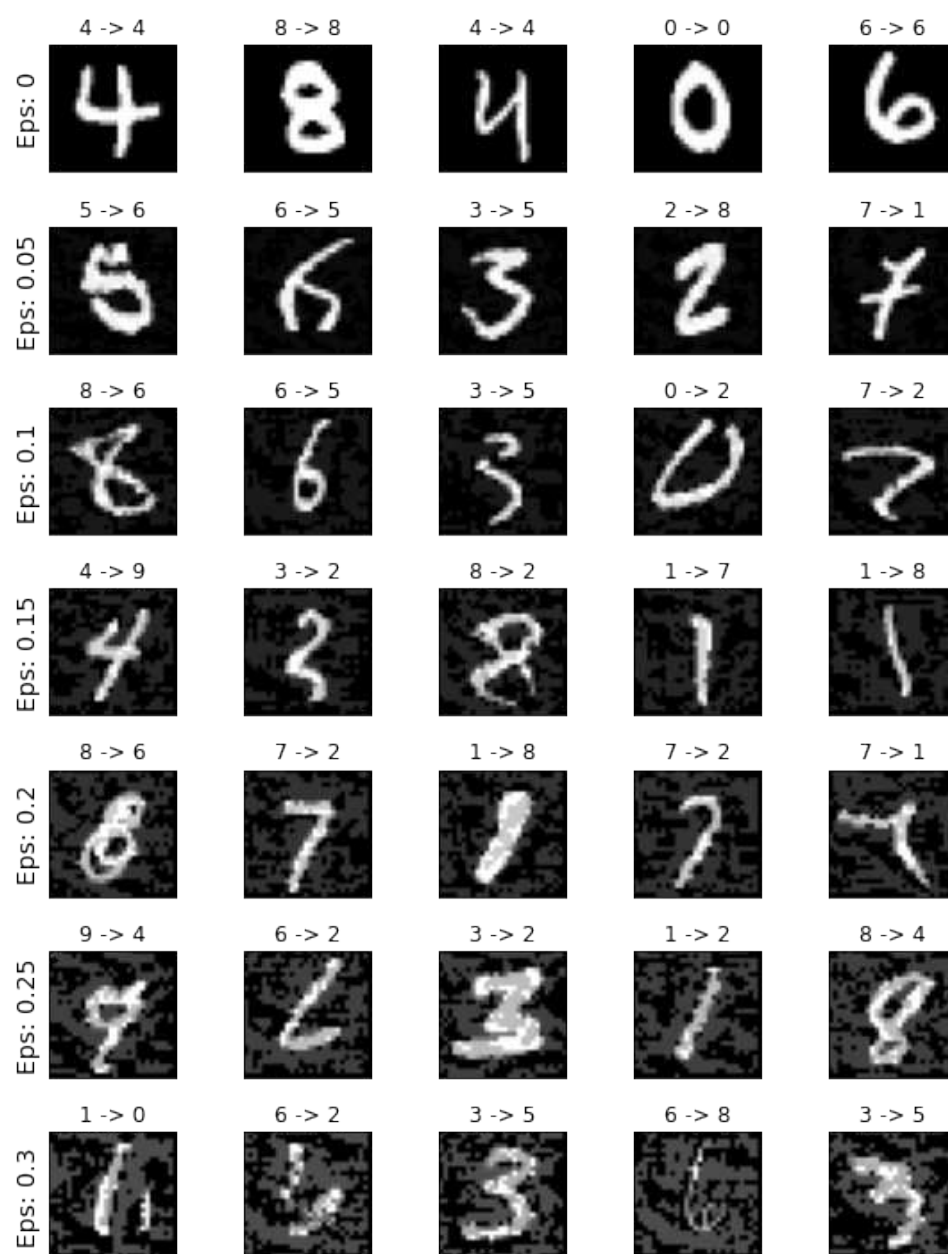 4 -> 4 8 -> 8 4 -> 4 0 -> 0 6 -> 6
Eps: 0
5 -> 6 6 -> 5 3 -> 5 2 -> 8 7 -> 1
Eps: 0.05
8 -> 6 6 -> 5 3 -> 5 0 -> 2 7 -> 2
Eps: 0.1
4 -> 9 3 -> 2 8 -> 2 1 -> 7 1 -> 8
Eps: 0.15
8 -> 6 7 -> 2 1 -> 8 7 -> 2 7 -> 1
Eps: 0.2
9 -> 4 6 -> 2 3 -> 2 1 -> 2 8 -> 4
Eps: 0.25
1 -> 0 6 -> 2 3 -> 5 6 -> 8 3 -> 5
Eps: 0.3